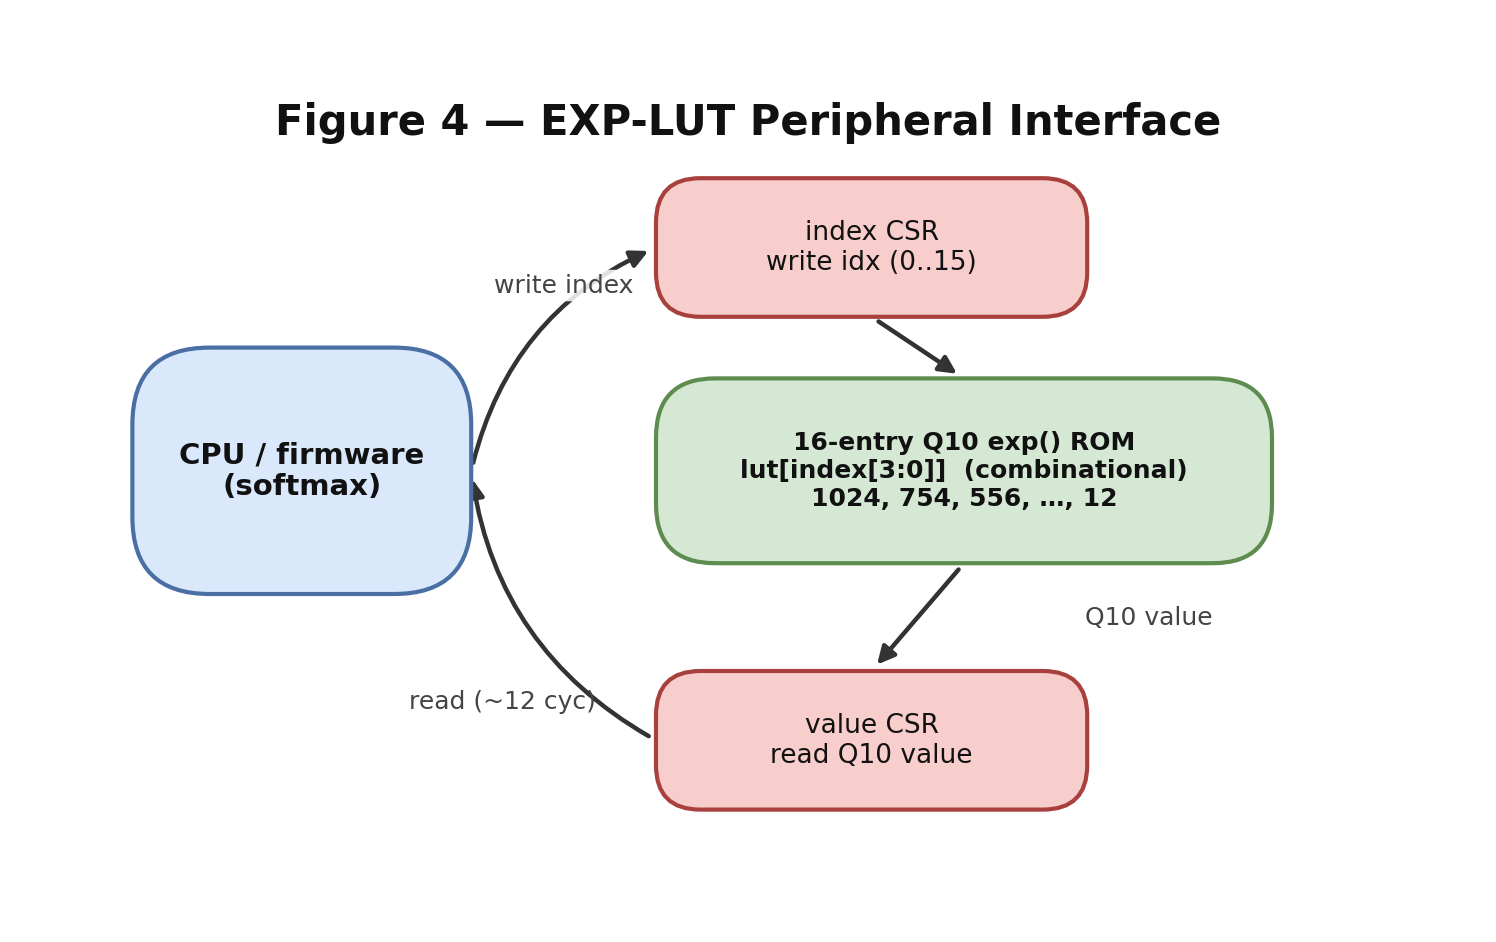 Figure 4 — EXP-LUT Peripheral Interface
index CSR
write idx (0..15)
write index
CPU / firmware
(softmax)
16-entry Q10 exp() ROM
lut[index[3:0]]  (combinational)
1024, 754, 556, …, 12
Q10 value
read (~12 cyc)
value CSR
read Q10 value